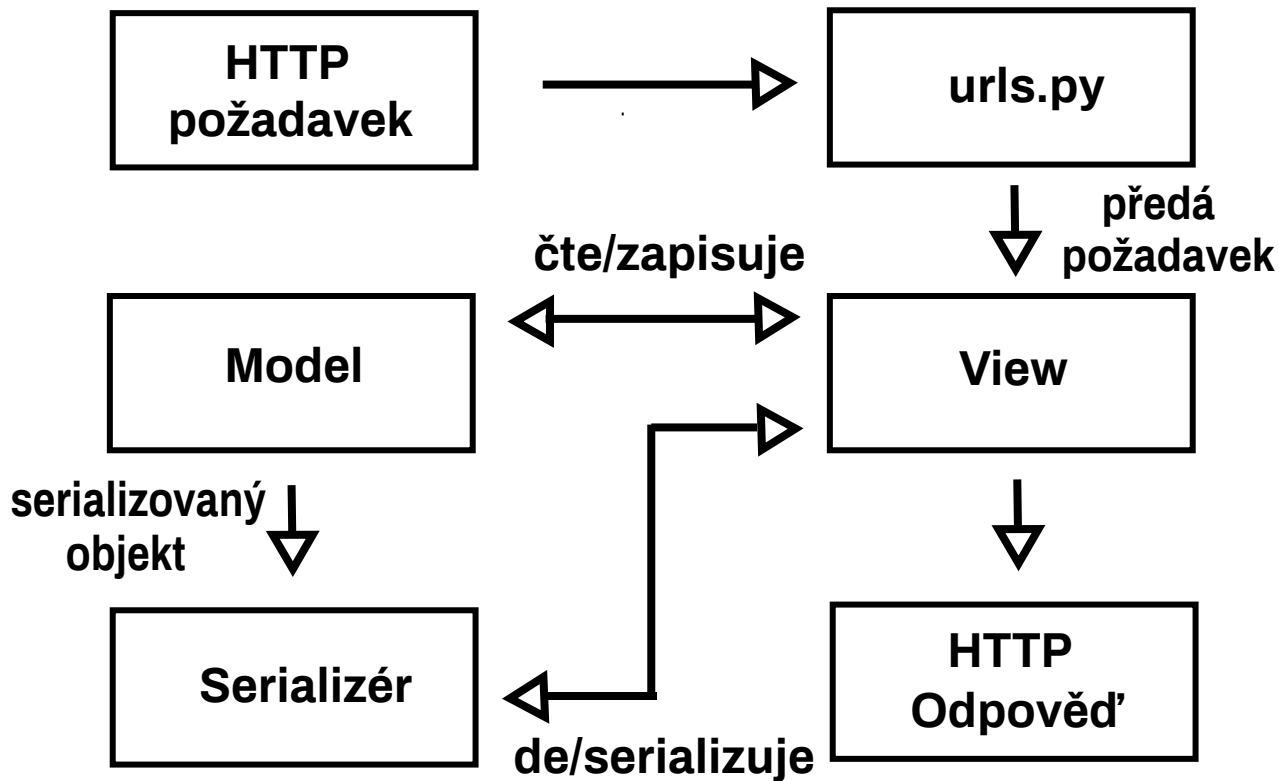 HTTP
požadavek
urls.py
předá
požadavek
čte/zapisuje
Model
View
serializovaný
objekt
Serializér
HTTP
Odpověď
de/serializuje